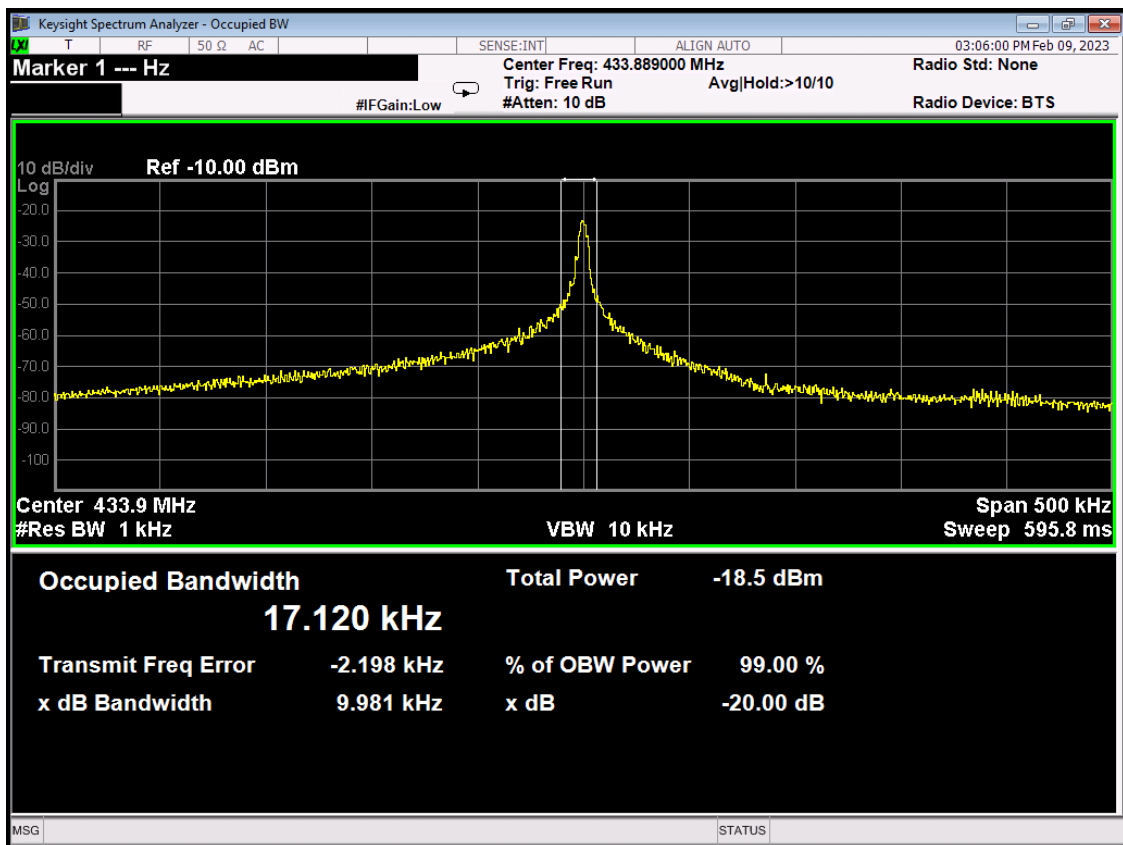 Keysight Spectrum Analyzer - Occupied BW
LXI T RF 50 Ω AC SENSE:INT ALIGN AUTO 03:06:00 PM Feb 09, 2023
Marker 1 --- Hz Center Freq: 433.889000 MHz Radio Std: None
Trig: Free Run Avg|Hold:>10/10
#IFGain:Low #Atten: 10 dB Radio Device: BTS
10 dB/div Ref -10.00 dBm
Log
-20.0
-30.0
-40.0
-50.0
-60.0
-70.0
-80.0
-90.0
-100
Center 433.9 MHz Span 500 kHz
#Res BW 1 kHz VBW 10 kHz Sweep 595.8 ms
Occupied Bandwidth Total Power -18.5 dBm
17.120 kHz
Transmit Freq Error -2.198 kHz % of OBW Power 99.00 %
x dB Bandwidth 9.981 kHz x dB -20.00 dB
MSG STATUS